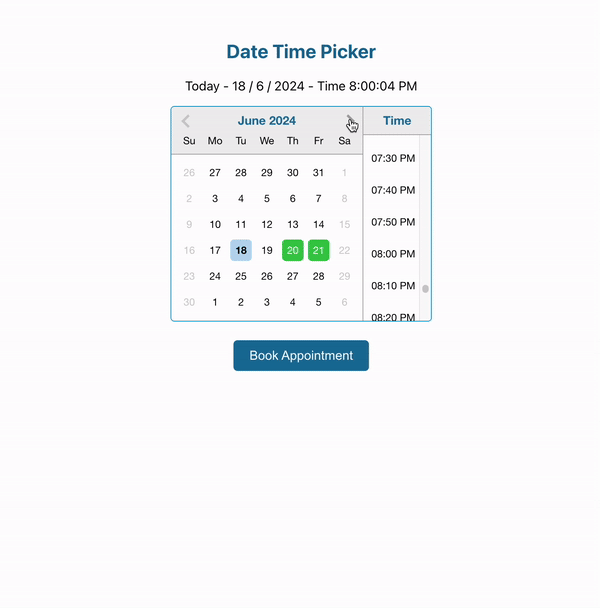 Date Time Picker
Today - 18 / 6 / 2024 - Time 8:00:04 PM
June 2024
Time
Su Mo Tu We Th Fr Sa
26 27 28 29 30 31 1
2 3 4 5 6 7 8
9 10 11 12 13 14 15
16 17 18 19 20 21 22
23 24 25 26 27 28 29
30 1 2 3 4 5 6
07:30 PM
07:40 PM
07:50 PM
08:00 PM
08:10 PM
08:20 PM
Book Appointment